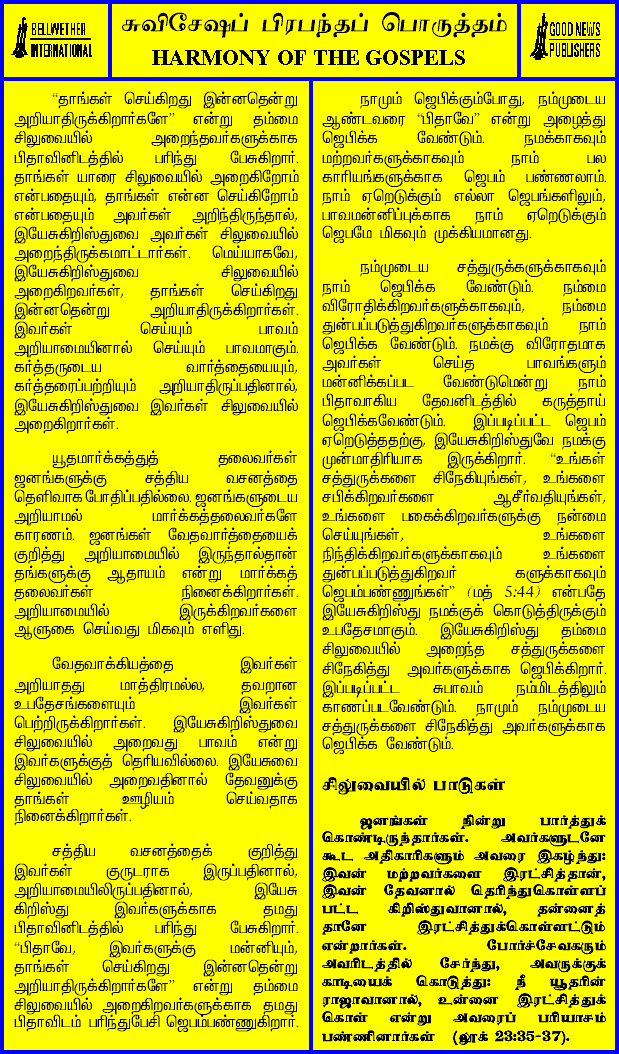 BELLWETHER
INTERNATIONAL
சுவிசேஷப் பிரபந்தப் பொருத்தம்
HARMONY OF THE GOSPELS
GOOD NEWS
PUBLISHERS
“தாங்கள் செய்கிறது இன்னதென்று
அறியாதிருக்கிறார்களே” என்று தம்மை
சிலுவையில் அறைந்தவர்களுக்காக
பிதாவினிடத்தில் பரிந்து பேசுகிறார்.
தாங்கள் யாரை சிலுவையில் அறைகிறோம்
என்பதையும், தாங்கள் என்ன செய்கிறோம்
என்பதையும் அவர்கள் அறிந்திருந்தால்,
இயேசுகிறிஸ்துவை அவர்கள் சிலுவையில்
அறைந்திருக்கமாட்டார்கள். மெய்யாகவே,
இயேசுகிறிஸ்துவை சிலுவையில்
அறைகிறவர்கள், தாங்கள் செய்கிறது
இன்னதென்று அறியாதிருக்கிறார்கள்.
இவர்கள் செய்யும் பாவம்
அறியாமையினால் செய்யும் பாவமாகும்.
கர்த்தருடைய வார்த்தையையும்,
கர்த்தரைப்பற்றியும் அறியாதிருப்பதினால்,
இயேசுகிறிஸ்துவை இவர்கள் சிலுவையில்
அறைகிறார்கள்.
யூதமார்க்கத்துத் தலைவர்கள்
ஜனங்களுக்கு சத்திய வசனத்தை
தெளிவாக போதிப்பதில்லை. ஜனங்களுடைய
அறியாமல் மார்க்கத்தலைவர்களே
காரணம். ஜனங்கள் வேதவார்த்தையைக்
குறித்து அறியாமையில் இருந்தால்தான்
தங்களுக்கு ஆதாயம் என்று மார்க்கத்
தலைவர்கள் நினைக்கிறார்கள்.
அறியாமையில் இருக்கிறவர்களை
ஆளுகை செய்வது மிகவும் எளிது.
வேதவாக்கியத்தை இவர்கள்
அறியாதது மாத்திரமல்ல, தவறான
உபதேசங்களையும் இவர்கள்
பெற்றிருக்கிறார்கள். இயேசுகிறிஸ்துவை
சிலுவையில் அறைவது பாவம் என்று
இவர்களுக்குத் தெரியவில்லை. இயேசுவை
சிலுவையில் அறைவதினால் தேவனுக்கு
தாங்கள் ஊழியம் செய்வதாக
நினைக்கிறார்கள்.
சத்திய வசனத்தைக் குறித்து
இவர்கள் குருடராக இருப்பதினால்,
அறியாமையிலிருப்பதினால், இயேசு
கிறிஸ்து இவர்களுக்காக தமது
பிதாவினிடத்தில் பரிந்து பேசுகிறார்.
“பிதாவே, இவர்களுக்கு மன்னியும்,
தாங்கள் செய்கிறது இன்னதென்று
அறியாதிருக்கிறார்களே” என்று தம்மை
சிலுவையில் அறைகிறவர்களுக்காக தமது
பிதாவிடம் பரிந்துபேசி ஜெபம்பண்ணுகிறார்.
நாமும் ஜெபிக்கும்போது, நம்முடைய
ஆண்டவரை “பிதாவே” என்று அழைத்து
ஜெபிக்க வேண்டும். நமக்காகவும்
மற்றவர்களுக்காகவும் நாம் பல
காரியங்களுக்காக ஜெபம் பண்ணலாம்.
நாம் ஏறெடுக்கும் எல்லா ஜெபங்களிலும்,
பாவமன்னிப்புக்காக நாம் ஏறெடுக்கும்
ஜெபமே மிகவும் முக்கியமானது.
நம்முடைய சத்துருக்களுக்காகவும்
நாம் ஜெபிக்க வேண்டும். நம்மை
விரோதிக்கிறவர்களுக்காகவும், நம்மை
துன்பப்படுத்துகிறவர்களுக்காகவும் நாம்
ஜெபிக்க வேண்டும். நமக்கு விரோதமாக
அவர்கள் செய்த பாவங்களும்
மன்னிக்கப்பட வேண்டுமென்று நாம்
பிதாவாகிய தேவனிடத்தில் கருத்தாய்
ஜெபிக்கவேண்டும். இப்படிப்பட்ட ஜெபம்
ஏறெடுத்ததற்கு, இயேசுகிறிஸ்துவே நமக்கு
முன்மாதிரியாக இருக்கிறார். “உங்கள்
சத்துருக்களை சிநேகியுங்கள், உங்களை
சபிக்கிறவர்களை ஆசீர்வதியுங்கள்,
உங்களை பகைக்கிறவர்களுக்கு நன்மை
செய்யுங்கள், உங்களை
நிந்திக்கிறவர்களுக்காகவும் உங்களை
துன்பப்படுத்துகிறவர் களுக்காகவும்
ஜெபம்பண்ணுங்கள்” (மத் 5:44) என்பதே
இயேசுகிறிஸ்து நமக்குக் கொடுத்திருக்கும்
உபதேசமாகும். இயேசுகிறிஸ்து தம்மை
சிலுவையில் அறைந்த சத்துருக்களை
சிநேகித்து அவர்களுக்காக ஜெபிக்கிறார்.
இப்படிப்பட்ட சுபாவம் நம்மிடத்திலும்
காணப்படவேண்டும். நாமும் நம்முடைய
சத்துருக்களை சிநேகித்து அவர்களுக்காக
ஜெபிக்க வேண்டும்.
சிலுவையில் பாடுகள்
ஜனங்கள் நின்று பார்த்துக்
கொண்டிருந்தார்கள். அவர்களுடனே
கூட அதிகாரிகளும் அவரை இகழ்ந்து:
இவன் மற்றவர்களை இரட்சித்தான்,
இவன் தேவனால் தெரிந்துகொள்ளப்
பட்ட கிறிஸ்துவானால், தன்னைத்
தானே இரட்சித்துக்கொள்ளட்டும்
என்றார்கள். போர்ச்சேவகரும்
அவரிடத்தில் சேர்ந்து, அவருக்குக்
காடியைக் கொடுத்து: நீ யூதரின்
ராஜாவானால், உன்னை இரட்சித்துக்
கொள் என்று அவரைப் பரியாசம்
பண்ணினார்கள் (லூக் 23:35-37).